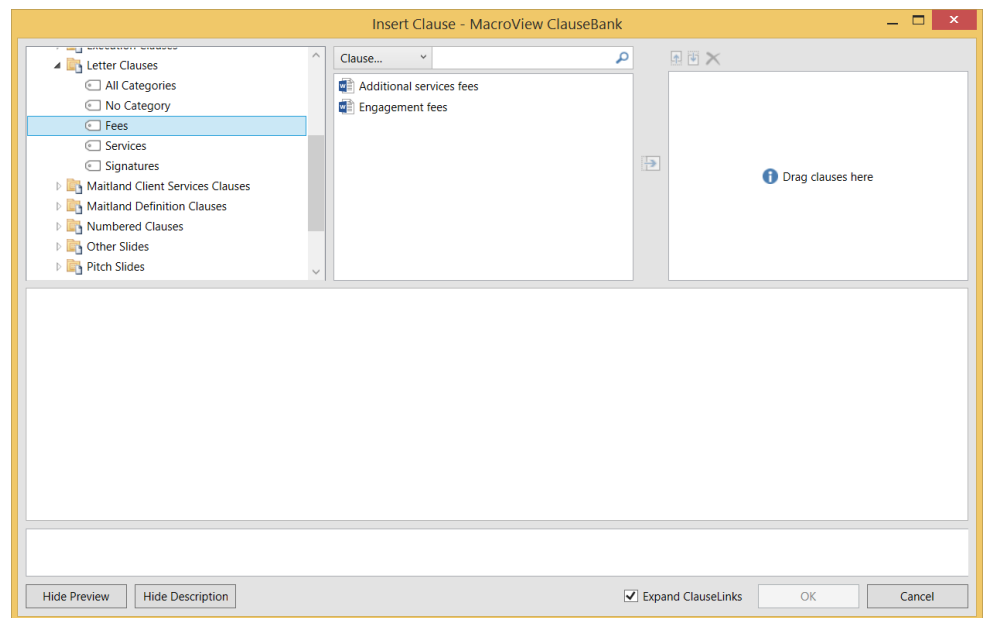 Insert Clause - MacroView ClauseBank
Execution Clauses
Letter Clauses
All Categories
No Category
Fees
Services
Signatures
Maitland Client Services Clauses
Maitland Definition Clauses
Numbered Clauses
Other Slides
Pitch Slides
Clause...
Additional services fees
Engagement fees
Drag clauses here
Hide Preview
Hide Description
Expand ClauseLinks
OK
Cancel